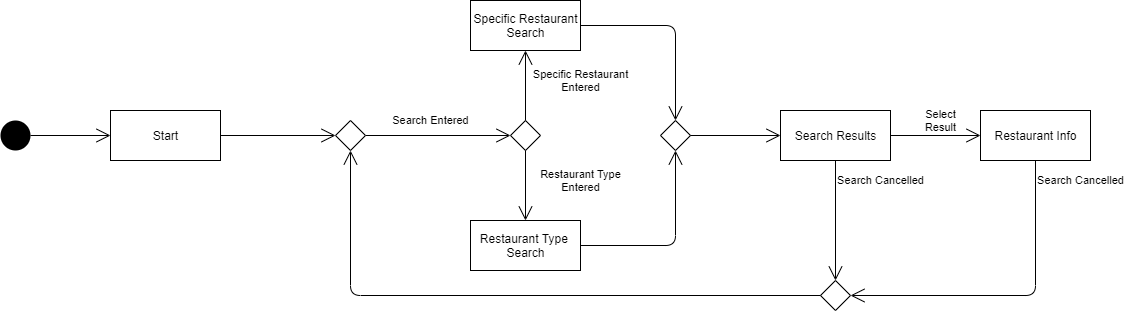 Specific Restaurant
Search
Specific Restaurant
Entered
Start
Search Entered
Restaurant Type
Entered
Restaurant Type
Search
Search Results
Select
Result
Restaurant Info
Search Cancelled
Search Cancelled